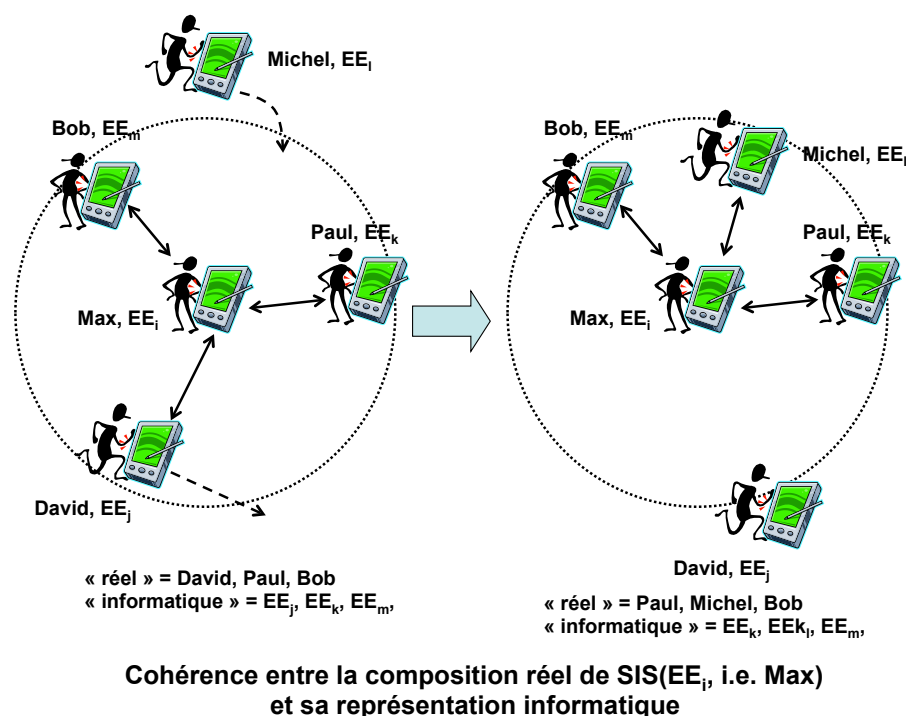 Michel, EEl
Bob, EEm
Paul, EEk
Max, EEi
David, EEj
« réel » = David, Paul, Bob
« informatique » = EEj, EEk, EEm,
Bob, EEm
Michel, EEl
Paul, EEk
Max, EEi
David, EEj
« réel » = Paul, Michel, Bob
« informatique » = EEk, EEkl, EEm,
Cohérence entre la composition réel de SIS(EEi, i.e. Max)
et sa représentation informatique